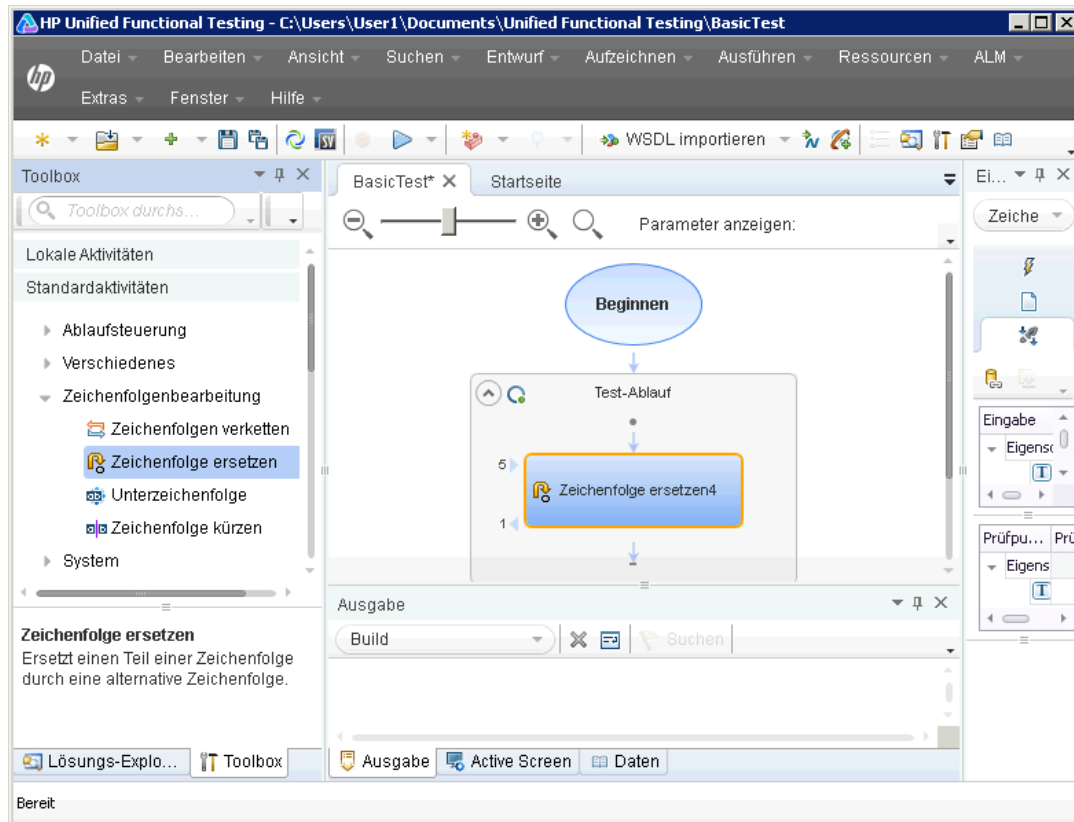 HP Unified Functional Testing - C:\Users\User1\Documents\Unified Functional Testing\BasicTest
hp
Datei Bearbeiten Ansicht Suchen Entwurf Aufzeichnen Ausführen Ressourcen ALM
Extras Fenster Hilfe
SV WSDL importieren
Toolbox
Toolbox durchs...
Lokale Aktivitäten
Standardaktivitäten
Ablaufsteuerung
Verschiedenes
Zeichenfolgenbearbeitung
Zeichenfolgen verketten
Zeichenfolge ersetzen
Unterzeichenfolge
Zeichenfolge kürzen
System
Zeichenfolge ersetzen
Ersetzt einen Teil einer Zeichenfolge
durch eine alternative Zeichenfolge.
Lösungs-Explo... Toolbox
BasicTest* Startseite
Parameter anzeigen:
Beginnen
Test-Ablauf
5
Zeichenfolge ersetzen4
1
Ausgabe
Build Suchen
Ausgabe Active Screen Daten
Ei...
Zeiche
Eingabe
Eigensc
T
Prüfpu... Prü
Eigens
T
Bereit